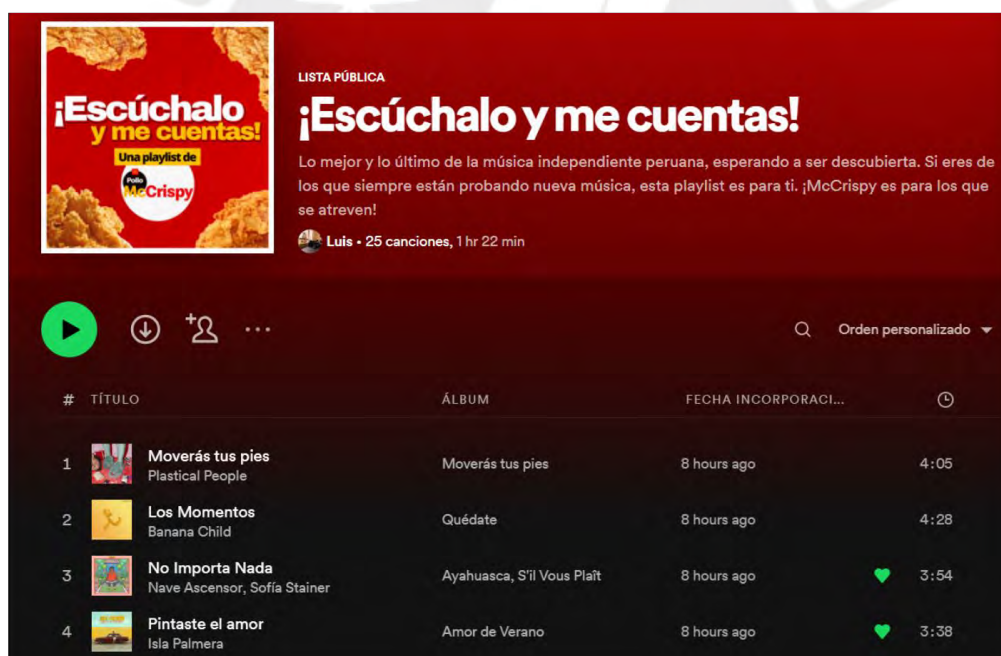 ¡Escúchalo
y me cuentas!
Una playlist de
Pollo
McCrispy
LISTA PÚBLICA
¡Escúchalo y me cuentas!
Lo mejor y lo último de la música independiente peruana, esperando a ser descubierta. Si eres de
los que siempre están probando nueva música, esta playlist es para ti. ¡McCrispy es para los que
se atreven!
Luis • 25 canciones, 1 hr 22 min
Orden personalizado
# TÍTULO ÁLBUM FECHA INCORPORACI...
1 Moverás tus pies Moverás tus pies 8 hours ago 4:05
Plastical People
2 Los Momentos Quédate 8 hours ago 4:28
Banana Child
3 No Importa Nada Ayahuasca, S'il Vous Plaît 8 hours ago 3:54
Nave Ascensor, Sofía Stainer
4 Pintaste el amor Amor de Verano 8 hours ago 3:38
Isla Palmera